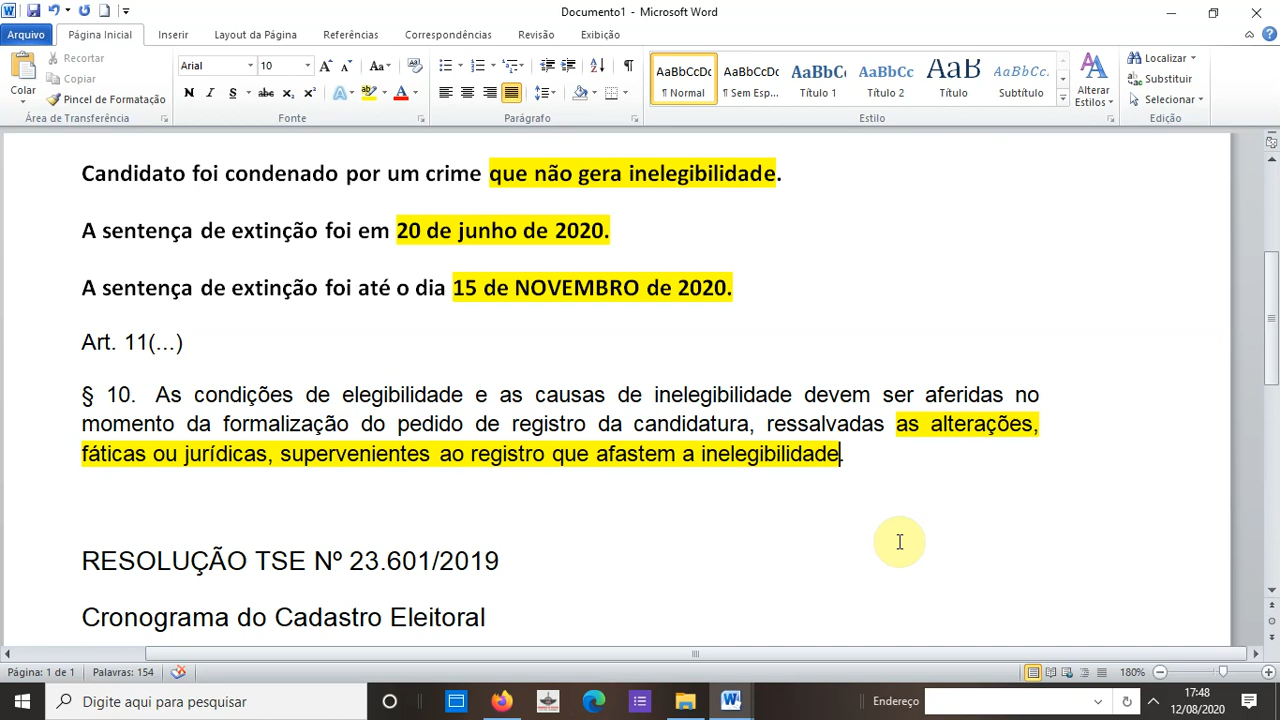 Documento1 - Microsoft Word
Arquivo Página Inicial Inserir Layout da Página Referências Correspondências Revisão Exibição
Colar
Recortar
Copiar
Pincel de Formatação
Área de Transferência
Arial 10
Aa
N I S abc x₂ x²
Fonte
Parágrafo
AaBbCcDc AaBbCcDc AaBbC AaBbCc AaB AaBbCc.
¶ Normal ¶ Sem Esp... Título 1 Título 2 Título Subtítulo
Alterar Estilos
Estilo
Localizar
Substituir
Selecionar
Edição
Candidato foi condenado por um crime que não gera inelegibilidade.
A sentença de extinção foi em 20 de junho de 2020.
A sentença de extinção foi até o dia 15 de NOVEMBRO de 2020.
Art. 11(...)
§ 10. As condições de elegibilidade e as causas de inelegibilidade devem ser aferidas no
momento da formalização do pedido de registro da candidatura, ressalvadas as alterações,
fáticas ou jurídicas, supervenientes ao registro que afastem a inelegibilidade.
RESOLUÇÃO TSE Nº 23.601/2019
Cronograma do Cadastro Eleitoral
Página: 1 de 1 Palavras: 154 180%
Digite aqui para pesquisar
Endereço
17:48
12/08/2020